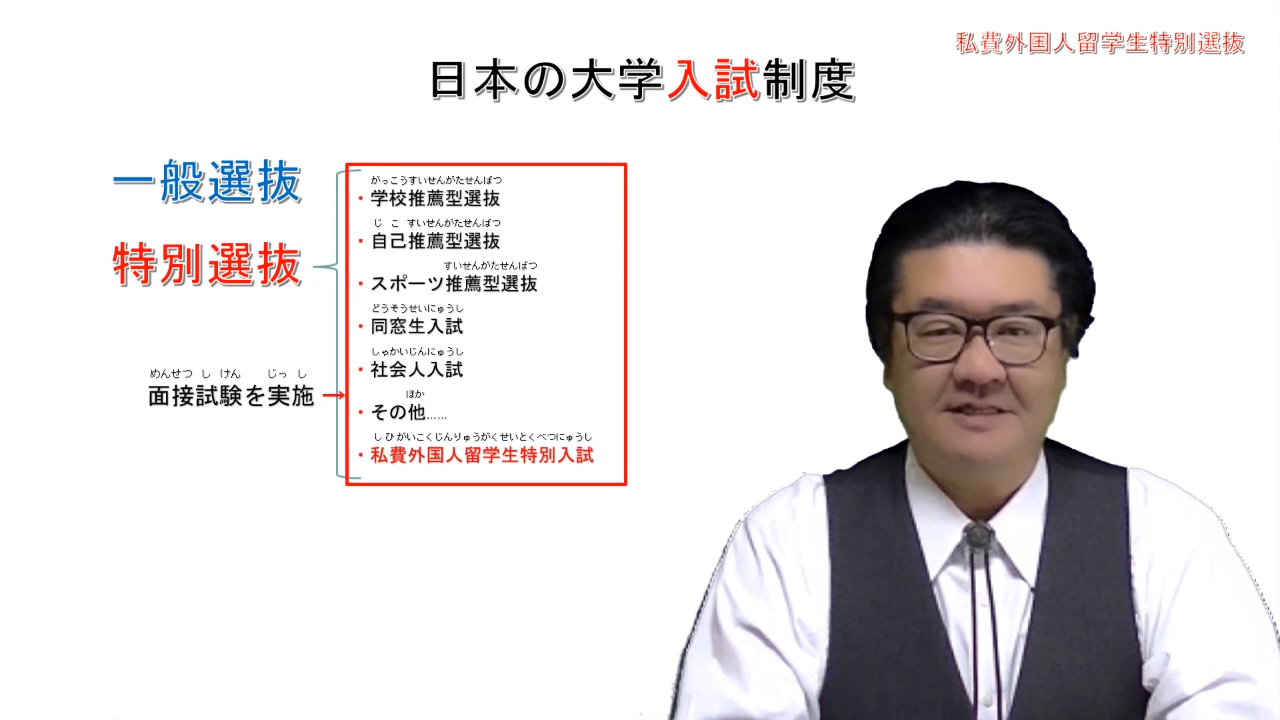 私費外国人留学生特別選抜
日本の大学入試制度
一般選抜
特別選抜
がっこうすいせんがたせんばつ
・学校推薦型選抜
じこ すいせんがたせんばつ
・自己推薦型選抜
すいせんがたせんばつ
・スポーツ推薦型選抜
どうそうせいにゅうし
・同窓生入試
しゃかいじんにゅうし
・社会人入試
ほか
・その他……
しひがいこくじんりゅうがくせいとくべつにゅうし
・私費外国人留学生特別入試
めんせつ しけん じっし
面接試験を実施